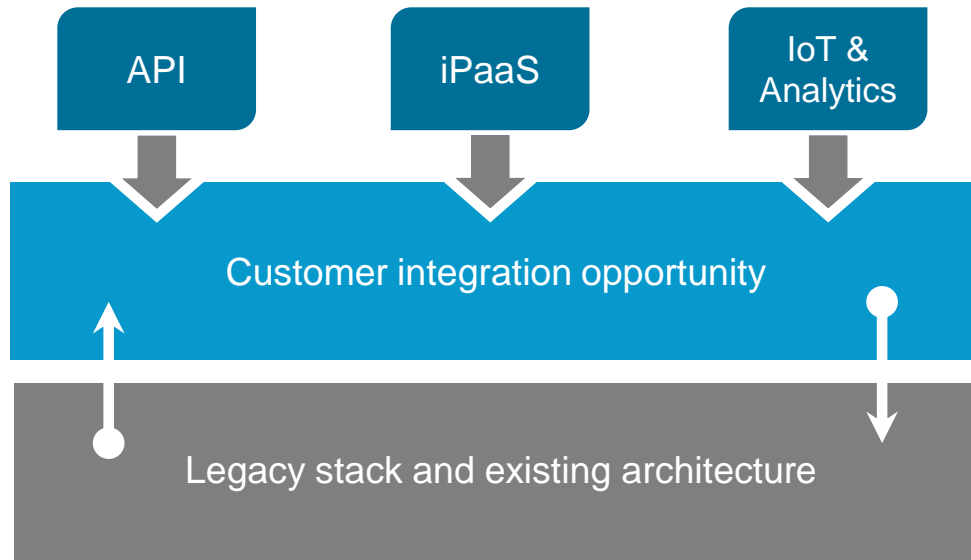 API
iPaaS
IoT &
Analytics
Customer integration opportunity
Legacy stack and existing architecture